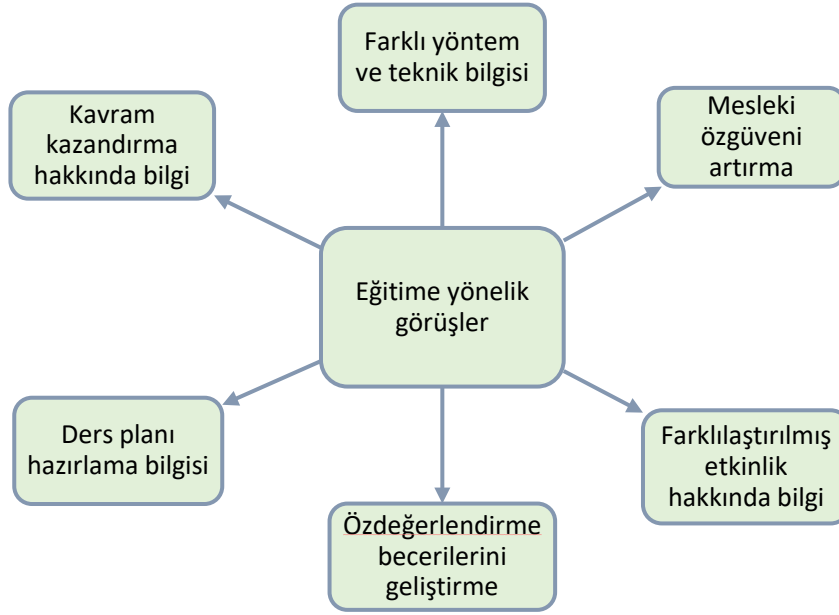 Farklı yöntem
ve teknik bilgisi
Kavram
kazandırma
hakkında bilgi
Mesleki
özgüveni
artırma
Eğitime yönelik
görüşler
Ders planı
hazırlama bilgisi
Farklılaştırılmış
etkinlik
hakkında bilgi
Özdeğerlendirme
becerilerini
geliştirme